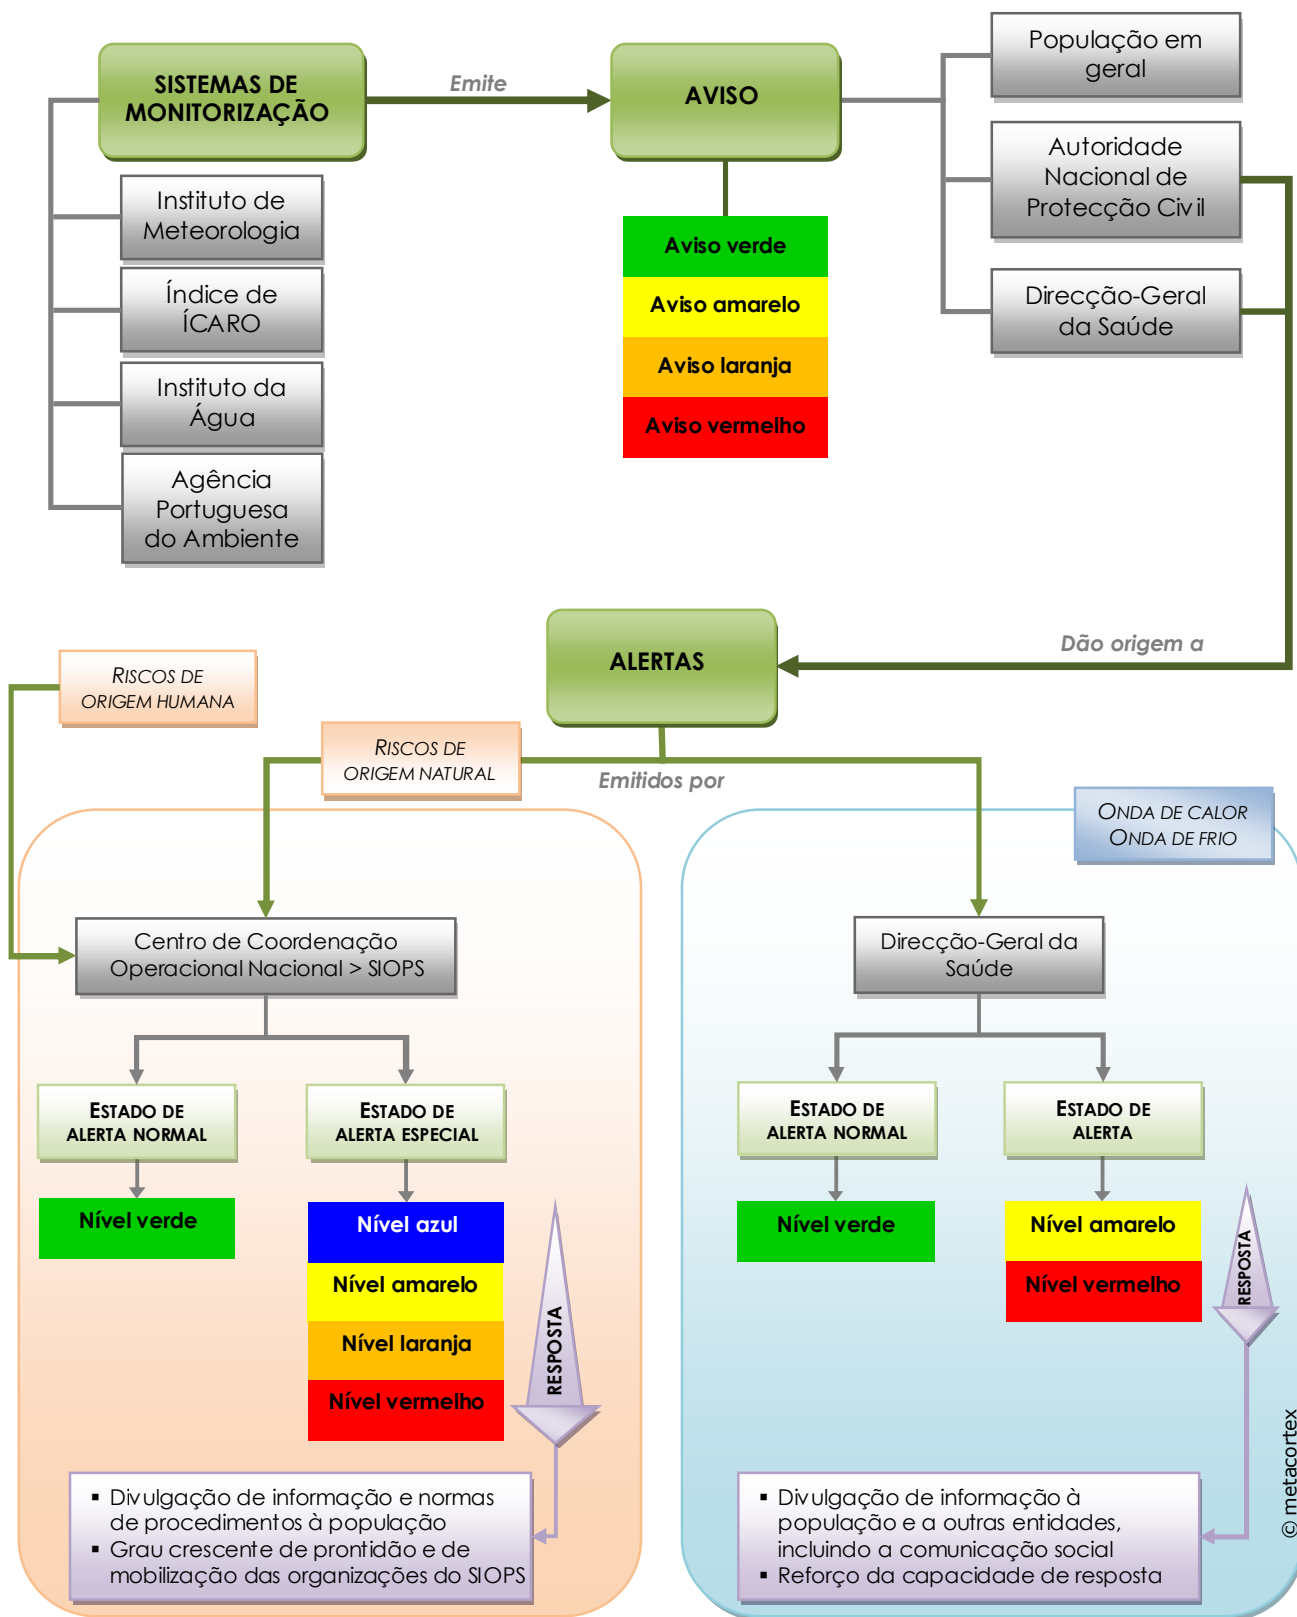 SISTEMAS DE
MONITORIZAÇÃO
Emite
AVISO
População em
geral
Autoridade
Nacional de
Protecção Civil
Direcção-Geral
da Saúde
Instituto de
Meteorologia
Índice de
ÍCARO
Instituto da
Água
Agência
Portuguesa
do Ambiente
Aviso verde
Aviso amarelo
Aviso laranja
Aviso vermelho
ALERTAS
Dão origem a
RISCOS DE
ORIGEM HUMANA
RISCOS DE
ORIGEM NATURAL
Emitidos por
ONDA DE CALOR
ONDA DE FRIO
Centro de Coordenação
Operacional Nacional > SIOPS
ESTADO DE
ALERTA NORMAL
ESTADO DE
ALERTA ESPECIAL
Nível verde
Nível azul
Nível amarelo
Nível laranja
Nível vermelho
RESPOSTA
▪ Divulgação de informação e normas
de procedimentos à população
▪ Grau crescente de prontidão e de
mobilização das organizações do SIOPS
Direcção-Geral da
Saúde
ESTADO DE
ALERTA NORMAL
ESTADO DE
ALERTA
Nível verde
Nível amarelo
Nível vermelho
RESPOSTA
▪ Divulgação de informação à
população e a outras entidades,
incluindo a comunicação social
▪ Reforço da capacidade de resposta
© metacortex